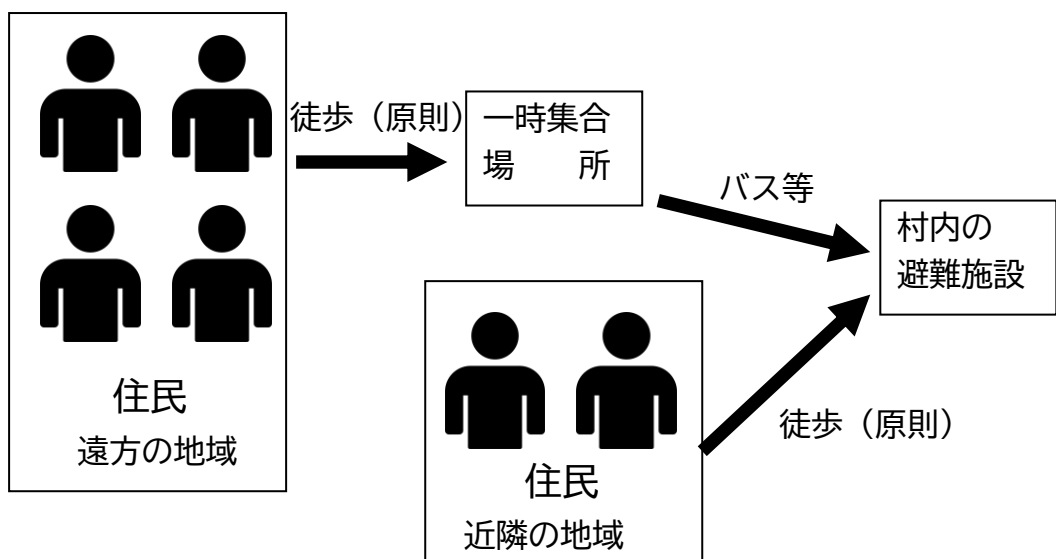 徒歩（原則）
一時集合
場　　所
バス等
村内の
避難施設
住民
遠方の地域
徒歩（原則）
住民
近隣の地域